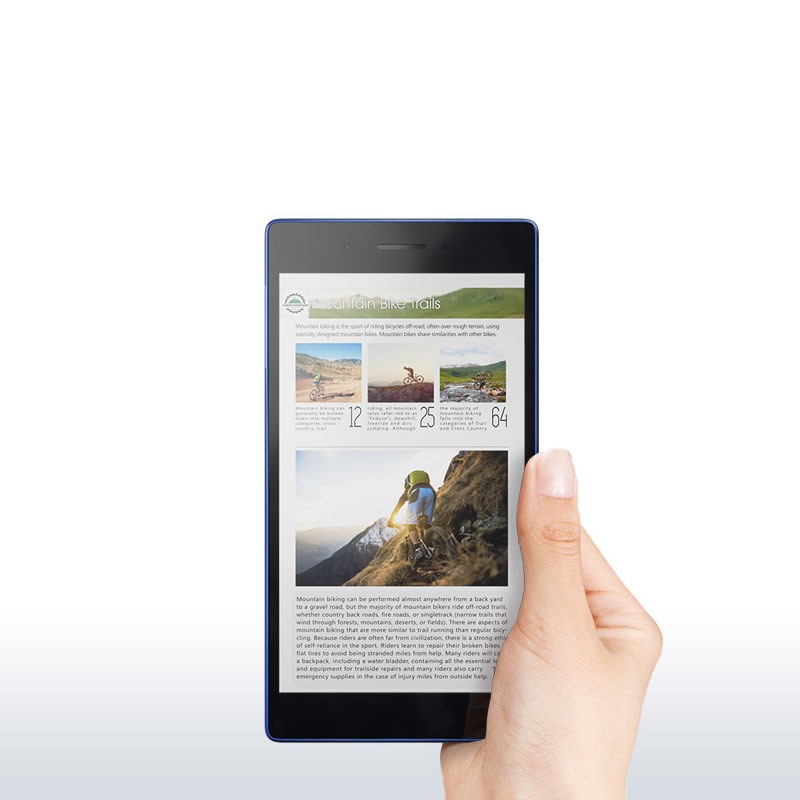 Mountain Bike Trails
Mountain biking is the sport of riding bicycles off-road, often over rough terrain, using
specially designed mountain bikes. Mountain bikes share similarities with other bikes.
Mountain biking can
generally be broken
down into multiple
categories: cross
country, trail
12
riding, all mountain
(also referred to as
"Enduro"), downhill,
freeride and dirt
jumping. Although
25
the majority of
mountain biking
falls into the
categories of Trail
and Cross Country
64
Mountain biking can be performed almost anywhere from a back yard
to a gravel road, but the majority of mountain bikers ride off-road trails,
whether country back roads, fire roads, or singletrack (narrow trails that
wind through forests, mountains, deserts, or fields). There are aspects of
mountain biking that are more similar to trail running than regular bicy-
cling. Because riders are often far from civilization, there is a strong
of self-reliance in the sport. Riders learn to repair their broken bikes
flat tires to avoid being stranded miles from help. Many riders will
a backpack, including a water bladder, containing all the essential
and equipment for trailside repairs and many riders also carry
emergency supplies in the case of injury miles from outside help.